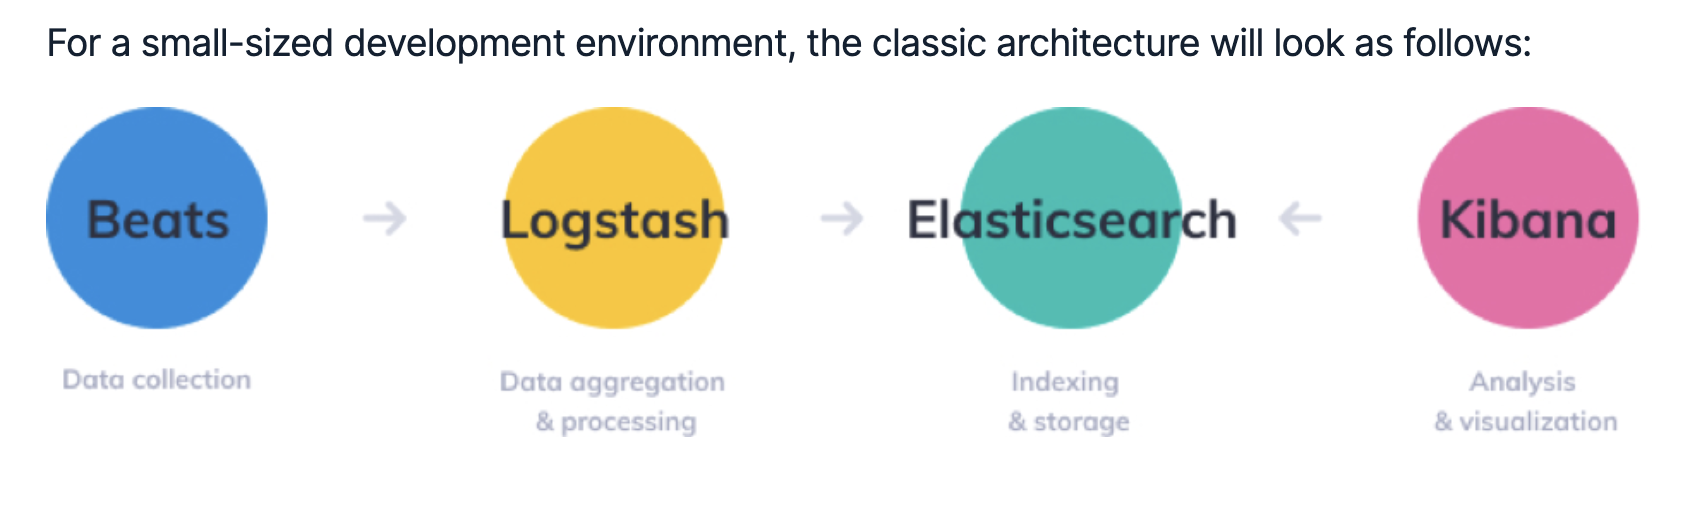 For a small-sized development environment, the classic architecture will look as follows:
Beats
Logstash
Elasticsearch
Kibana
Data collection
Data aggregation
& processing
Indexing
& storage
Analysis
& visualization